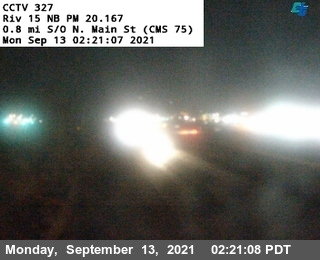 CCTV 327
Riv 15 NB PM 20.167
0.8 mi S/O N. Main St (CMS 75)
Mon Sep 13 02:21:07 2021
Monday, September 13, 2021 02:21:08 PDT